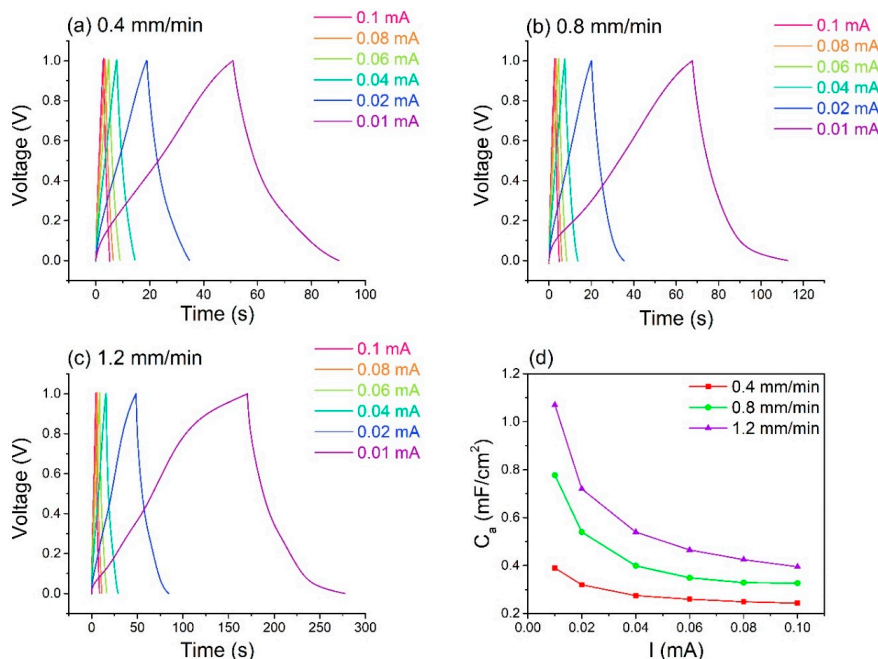 (a) 0.4 mm/min
0.1 mA
0.08 mA
0.06 mA
0.04 mA
0.02 mA
0.01 mA
Voltage (V)
1.0
0.8
0.6
0.4
0.2
0.0
0 20 40 60 80 100
Time (s)
(b) 0.8 mm/min
0.1 mA
0.08 mA
0.06 mA
0.04 mA
0.02 mA
0.01 mA
Voltage (V)
1.0
0.8
0.6
0.4
0.2
0.0
0 20 40 60 80 100 120
Time (s)
(c) 1.2 mm/min
0.1 mA
0.08 mA
0.06 mA
0.04 mA
0.02 mA
0.01 mA
Voltage (V)
1.0
0.8
0.6
0.4
0.2
0.0
0 50 100 150 200 250 300
Time (s)
(d)
0.4 mm/min
0.8 mm/min
1.2 mm/min
Cₐ (mF/cm²)
1.2
1.0
0.8
0.6
0.4
0.2
0.00 0.02 0.04 0.06 0.08 0.10
I (mA)